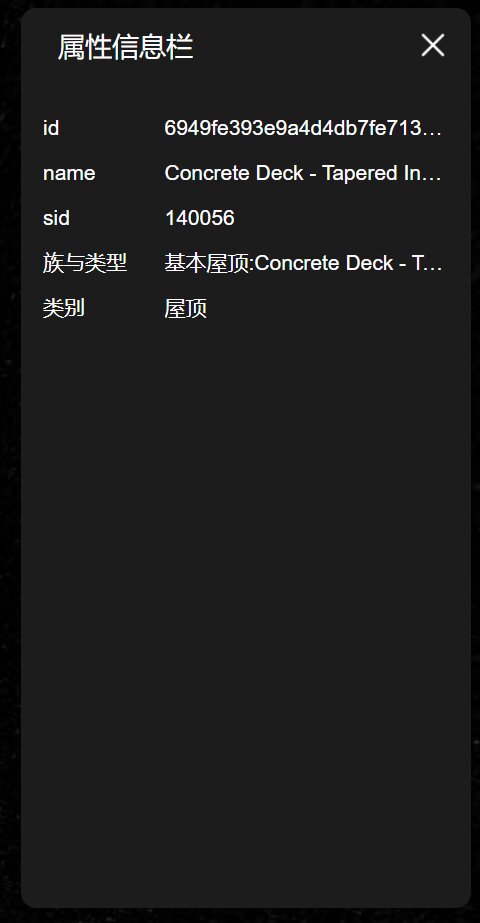 属性信息栏
id 6949fe393e9a4d4db7fe713...
name Concrete Deck - Tapered In...
sid 140056
族与类型 基本屋顶:Concrete Deck - T...
类别 屋顶